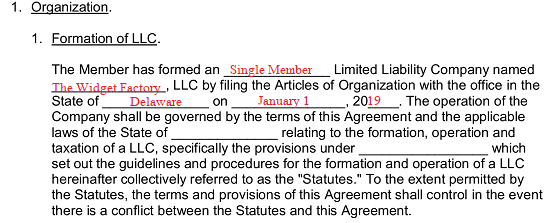 1. Organization.
1. Formation of LLC.
The Member has formed an Single Member Limited Liability Company named
The Widget Factory, LLC by filing the Articles of Organization with the office in the
State of Delaware on January 1, 2019. The operation of the
Company shall be governed by the terms of this Agreement and the applicable
laws of the State of ________________ relating to the formation, operation and
taxation of a LLC, specifically the provisions under ____________________ which
set out the guidelines and procedures for the formation and operation of a LLC
hereinafter collectively referred to as the "Statutes." To the extent permitted by
the Statutes, the terms and provisions of this Agreement shall control in the event
there is a conflict between the Statutes and this Agreement.